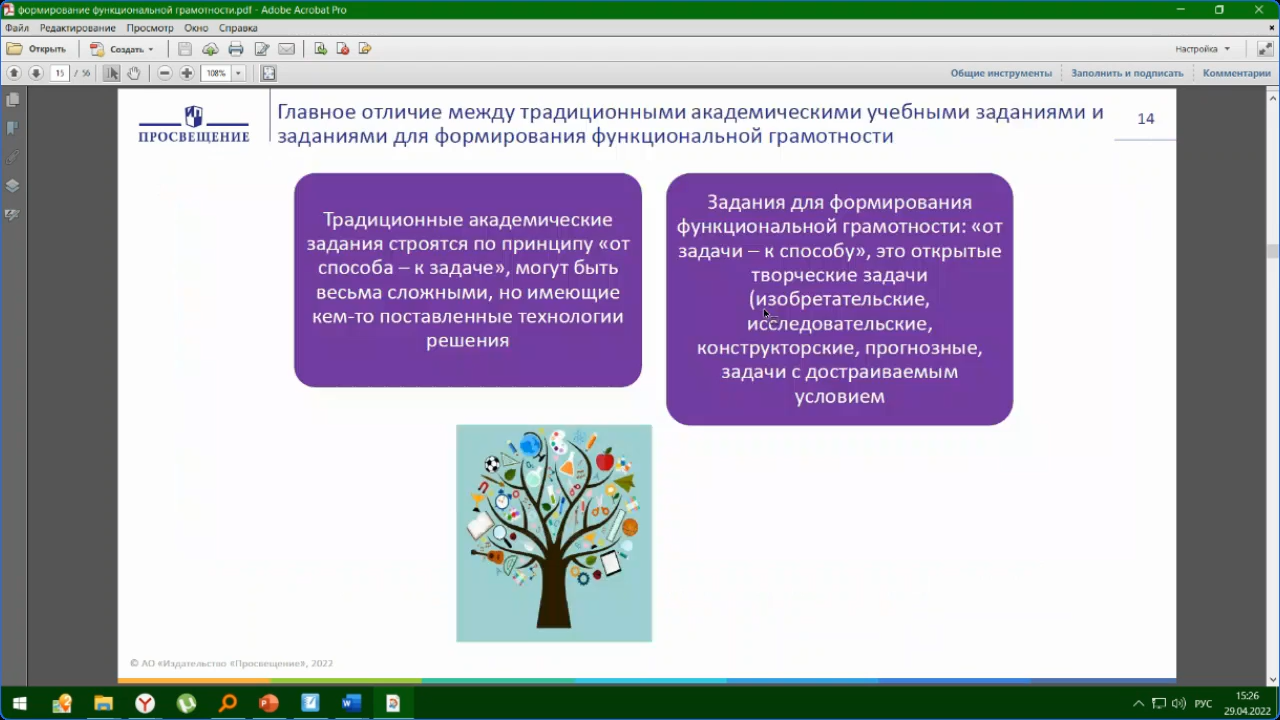 формирование функциональной грамотности.pdf - Adobe Acrobat Pro
Файл Редактирование Просмотр Окно Справка
Открыть Создать Настройка
15 / 56 108% Общие инструменты Заполнить и подписать Комментарии
ПРОСВЕЩЕНИЕ
Главное отличие между традиционными академическими учебными заданиями и
заданиями для формирования функциональной грамотности
14
Традиционные академические
задания строятся по принципу «от
способа – к задаче», могут быть
весьма сложными, но имеющие
кем-то поставленные технологии
решения
Задания для формирования
функциональной грамотности: «от
задачи – к способу», это открытые
творческие задачи
(изобретательские,
исследовательские,
конструкторские, прогнозные,
задачи с достраиваемым
условием
© АО «Издательство «Просвещение», 2022
РУС
15:26
29.04.2022